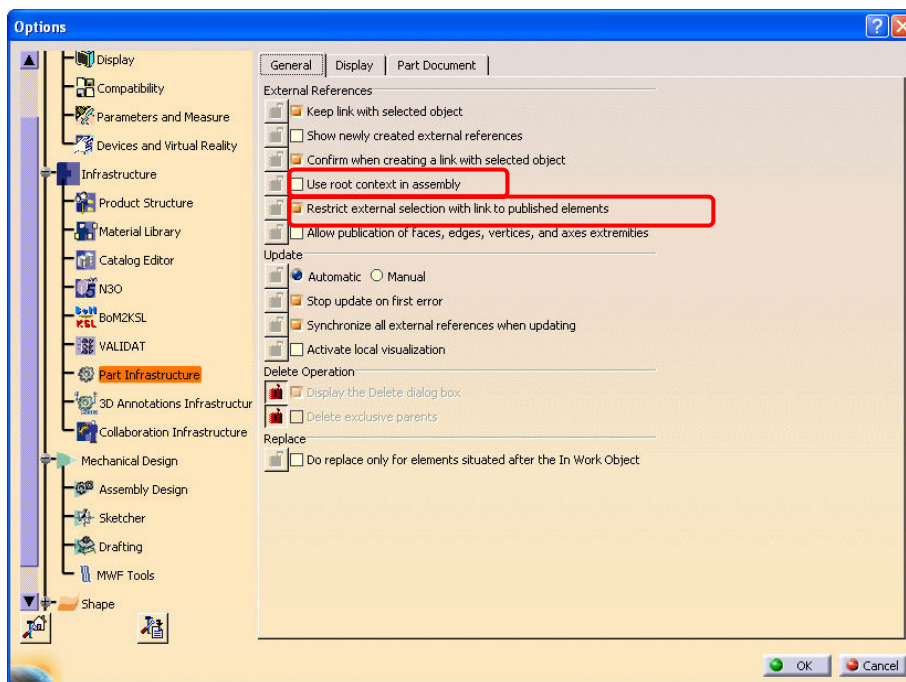 Options
Display
Compatibility
Parameters and Measure
Devices and Virtual Reality
Infrastructure
Product Structure
Material Library
Catalog Editor
N3O
BoM2KSL
VALIDAT
Part Infrastructure
3D Annotations Infrastructur
Collaboration Infrastructure
Mechanical Design
Assembly Design
Sketcher
Drafting
MWF Tools
Shape
General Display Part Document
External References
Keep link with selected object
Show newly created external references
Confirm when creating a link with selected object
Use root context in assembly
Restrict external selection with link to published elements
Allow publication of faces, edges, vertices, and axes extremities
Update
Automatic Manual
Stop update on first error
Synchronize all external references when updating
Activate local visualization
Delete Operation
Display the Delete dialog box
Delete exclusive parents
Replace
Do replace only for elements situated after the In Work Object
OK Cancel